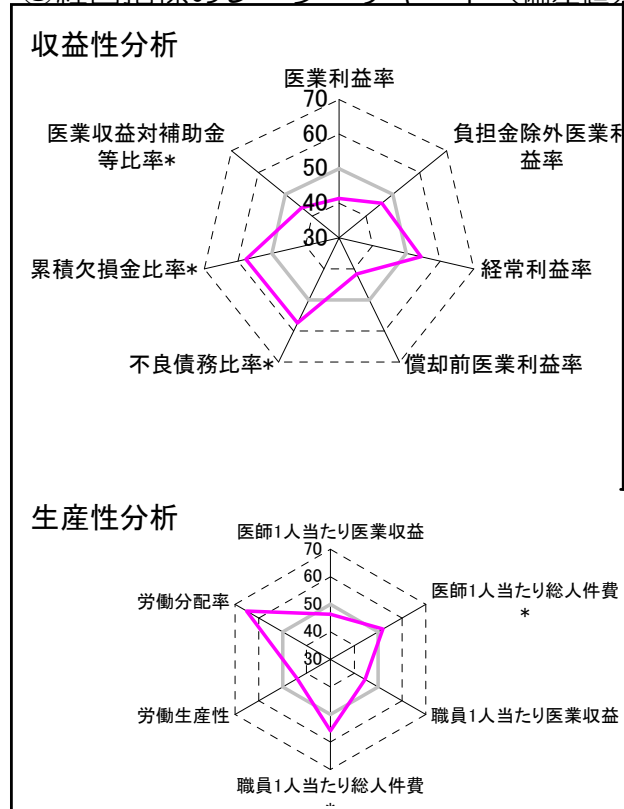 収益性分析
医業利益率
70
60
50
40
30
負担金除外医業利
益率
経常利益率
償却前医業利益率
不良債務比率*
累積欠損金比率*
医業収益対補助金
等比率*
生産性分析
医師1人当たり医業収益
70
60
50
40
30
医師1人当たり総人件費
*
職員1人当たり医業収益
職員1人当たり総人件費
*
労働生産性
労働分配率